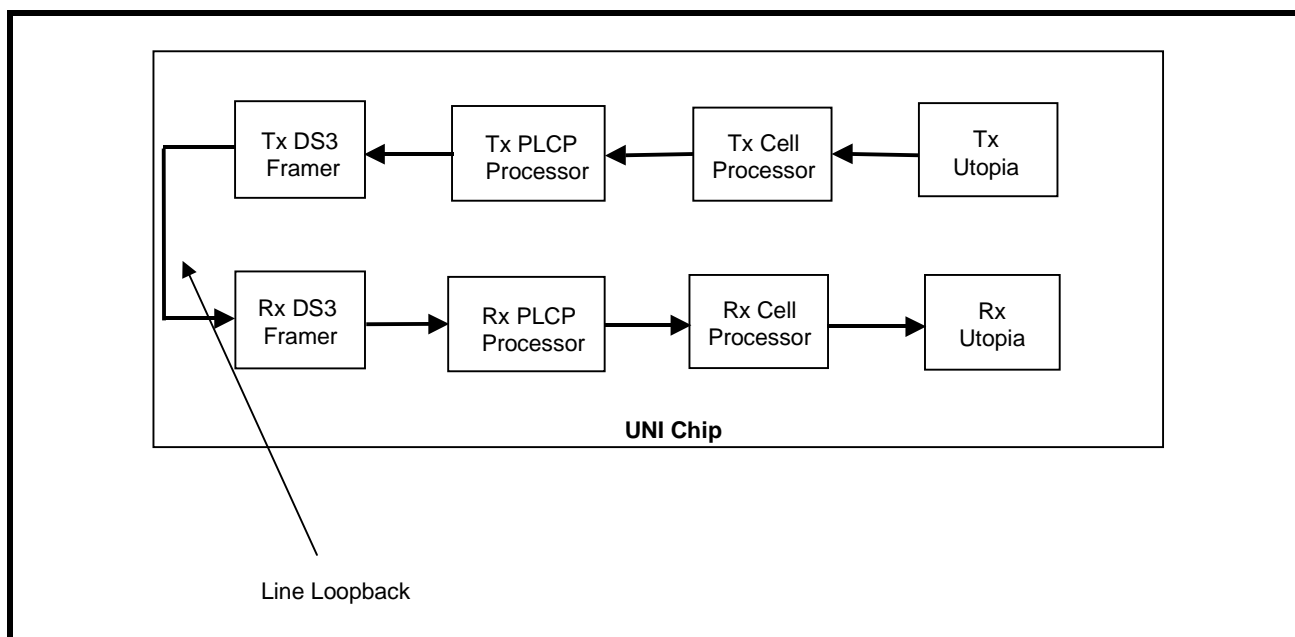 Tx DS3
Framer
Tx PLCP
Processor
Tx Cell
Processor
Tx
Utopia
Rx DS3
Framer
Rx PLCP
Processor
Rx Cell
Processor
Rx
Utopia
UNI Chip
Line Loopback